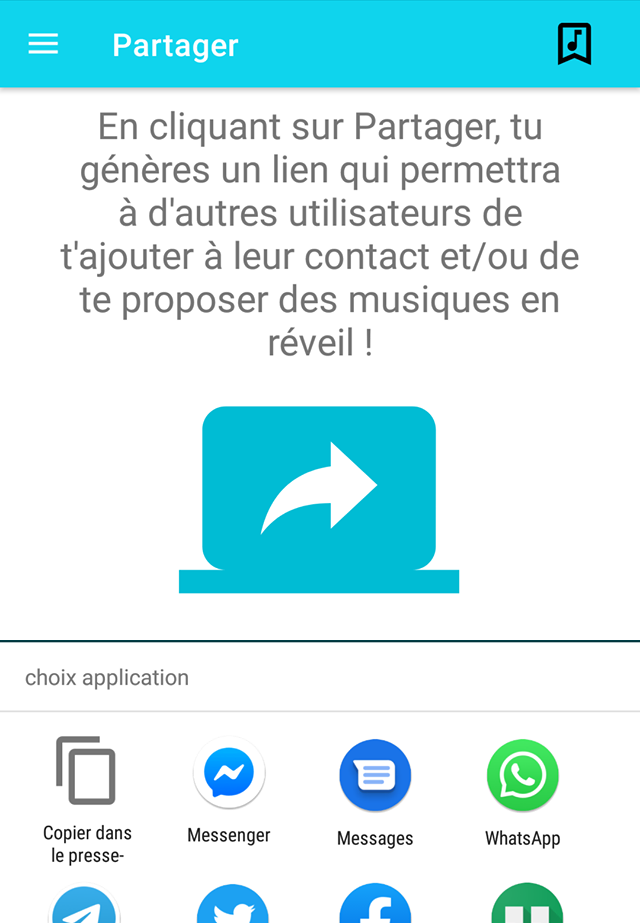 Partager
En cliquant sur Partager, tu
génères un lien qui permettra
à d'autres utilisateurs de
t'ajouter à leur contact et/ou de
te proposer des musiques en
réveil !
choix application
Copier dans
le presse-
Messenger
Messages
WhatsApp